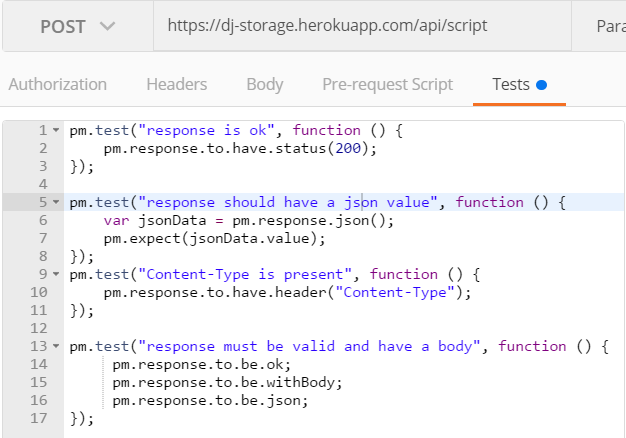 POST https://dj-storage.herokuapp.com/api/script Para
Authorization Headers Body Pre-request Script Tests
1 pm.test("response is ok", function () {
2     pm.response.to.have.status(200);
3 });
4
5 pm.test("response should have a json value", function () {
6     var jsonData = pm.response.json();
7     pm.expect(jsonData.value);
8 });
9 pm.test("Content-Type is present", function () {
10     pm.response.to.have.header("Content-Type");
11 });
12
13 pm.test("response must be valid and have a body", function () {
14      pm.response.to.be.ok;
15      pm.response.to.be.withBody;
16      pm.response.to.be.json;
17 });